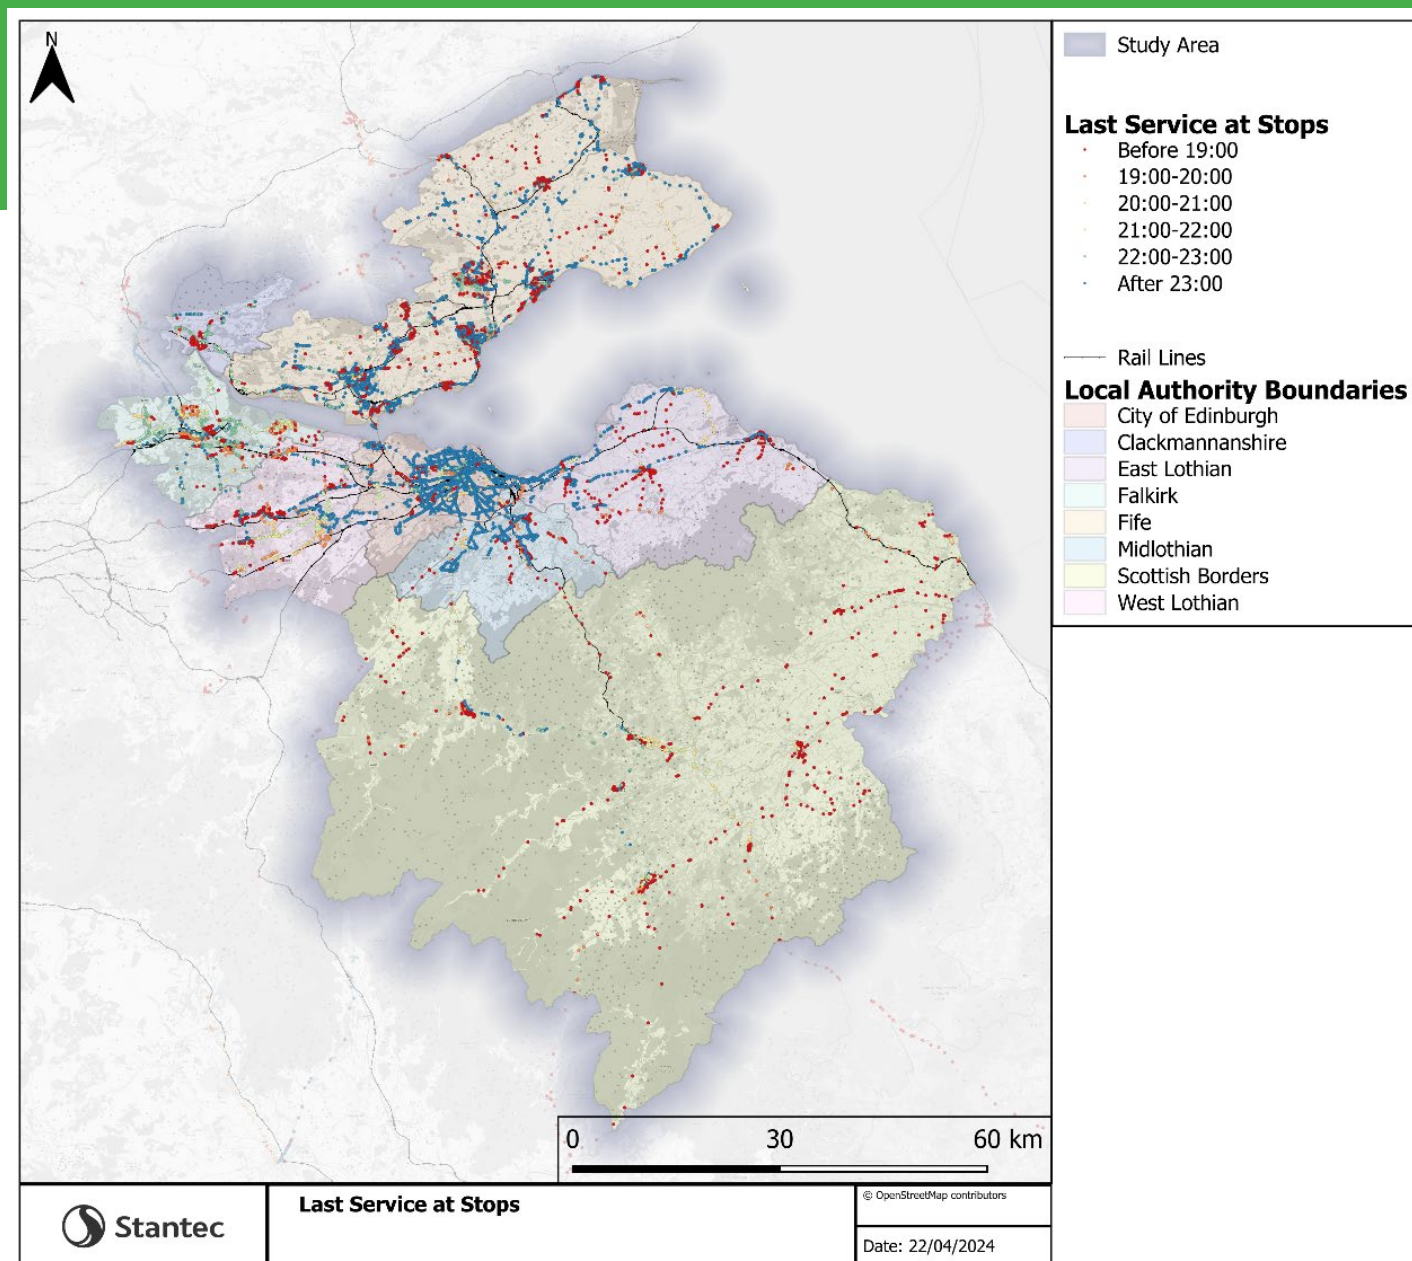 N
Study Area
Last Service at Stops
Before 19:00
19:00-20:00
20:00-21:00
21:00-22:00
22:00-23:00
After 23:00
Rail Lines
Local Authority Boundaries
City of Edinburgh
Clackmannanshire
East Lothian
Falkirk
Fife
Midlothian
Scottish Borders
West Lothian
0 30 60 km
Stantec
Last Service at Stops
© OpenStreetMap contributors
Date: 22/04/2024